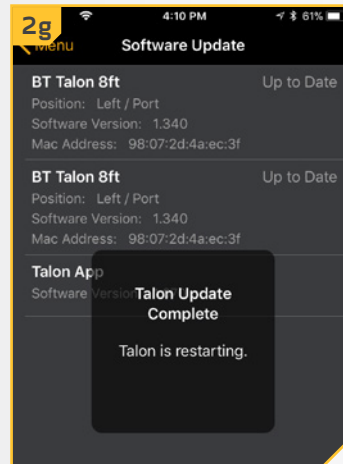 2g
4:10 PM
61%
Menu
Software Update
BT Talon 8ft
Up to Date
Position: Left / Port
Software Version: 1.340
Mac Address: 98:07:2d:4a:ec:3f
BT Talon 8ft
Up to Date
Position: Left / Port
Software Version: 1.340
Mac Address: 98:07:2d:4a:ec:3f
Talon App
Software Version
Talon Update
Complete
Talon is restarting.